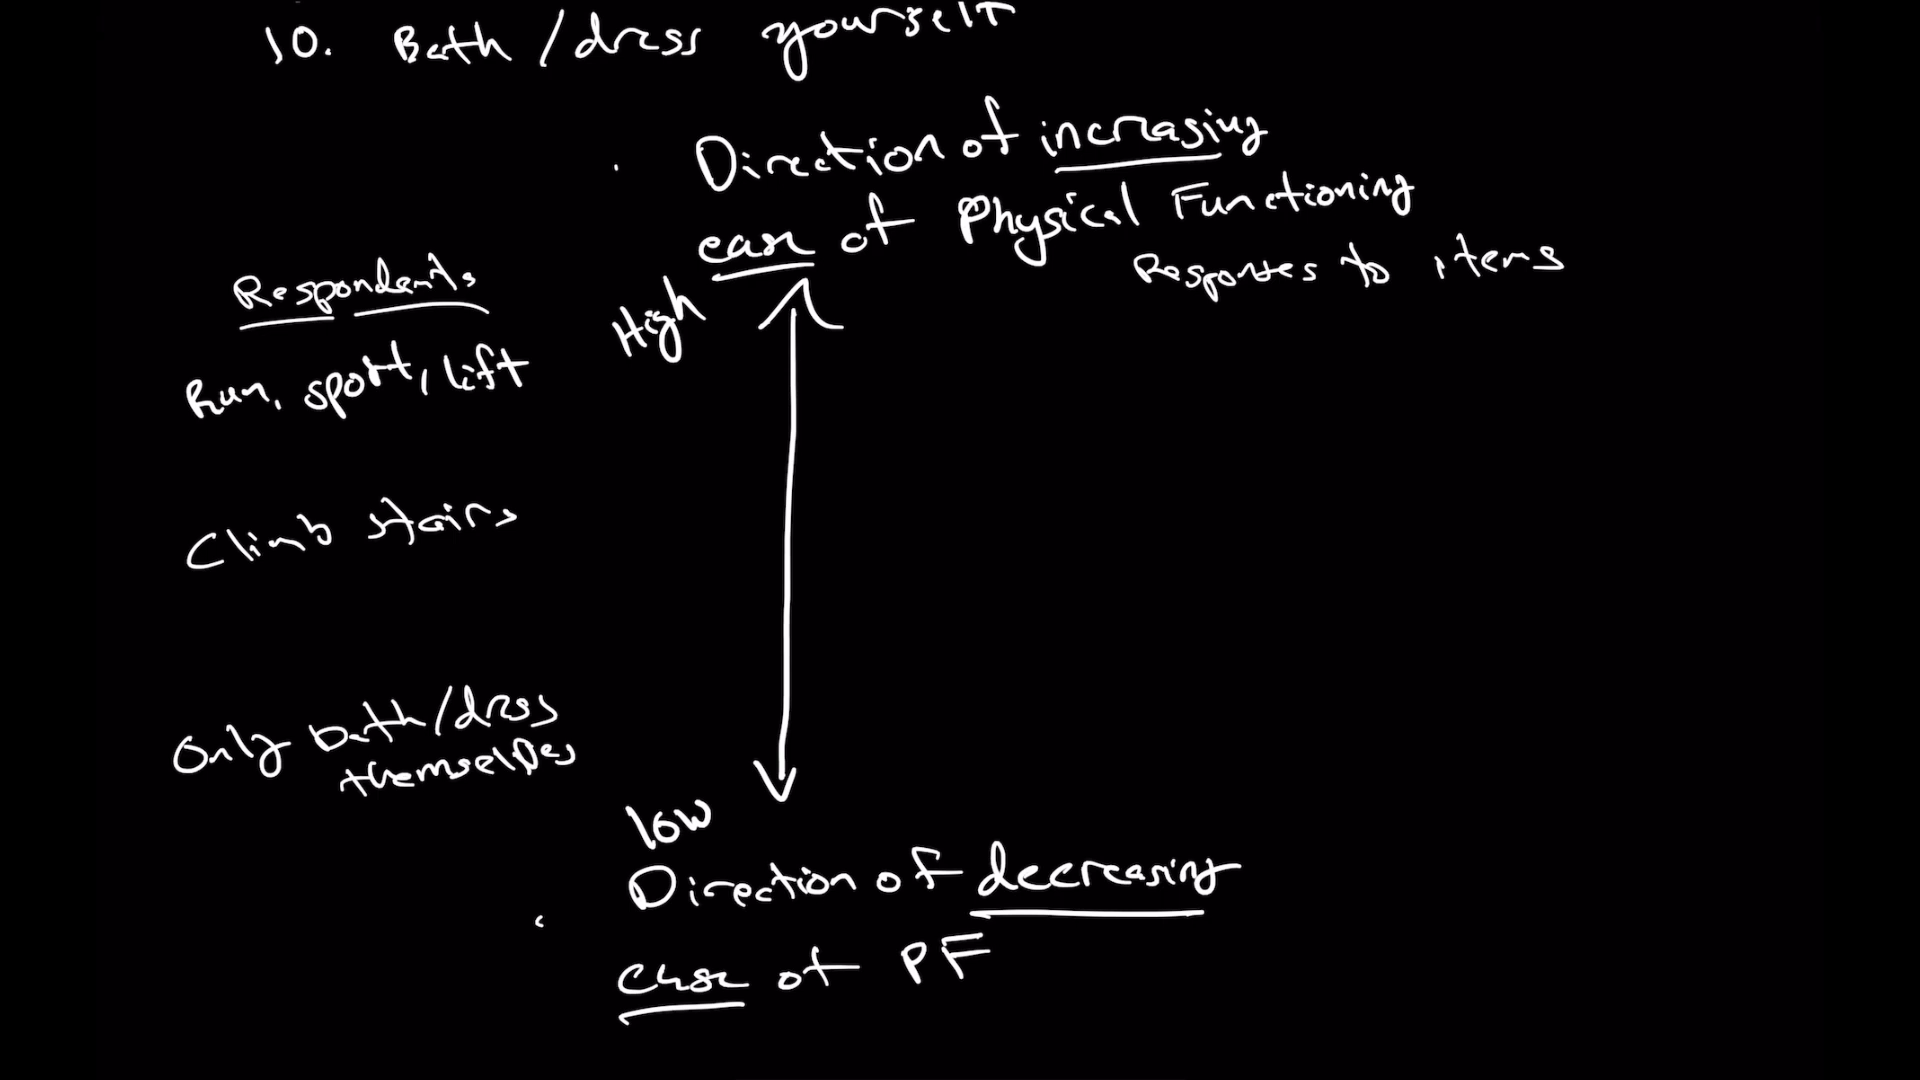 10. Bath/dress yourself
Direction of increasing
ease of Physical Functioning
Responses to items
Respondents
High
Run, sport, lift
Climb stairs
Only bath/dress
themselves
low
Direction of decreasing
ease of PF